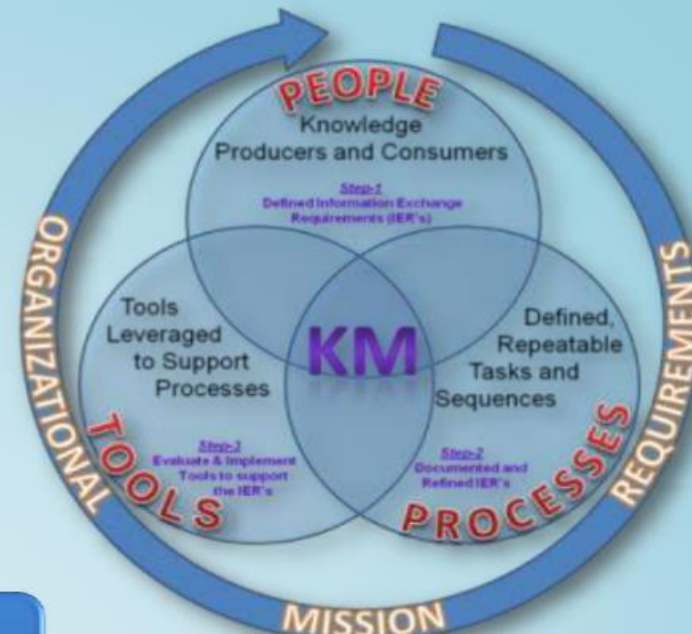 PEOPLE
Knowledge
Producers and Consumers
Step-1
Defined Information Exchange
Requirements (IER's)
Tools
Leveraged
to Support
Processes
KM
Defined,
Repeatable
Tasks and
Sequences
Step-3
Evaluate & Implement
Tools to support
the IER's
TOOLS
Step-2
Documented and
Refined IER's
PROCESSES
ORGANIZATIONAL
MISSION
REQUIREMENTS